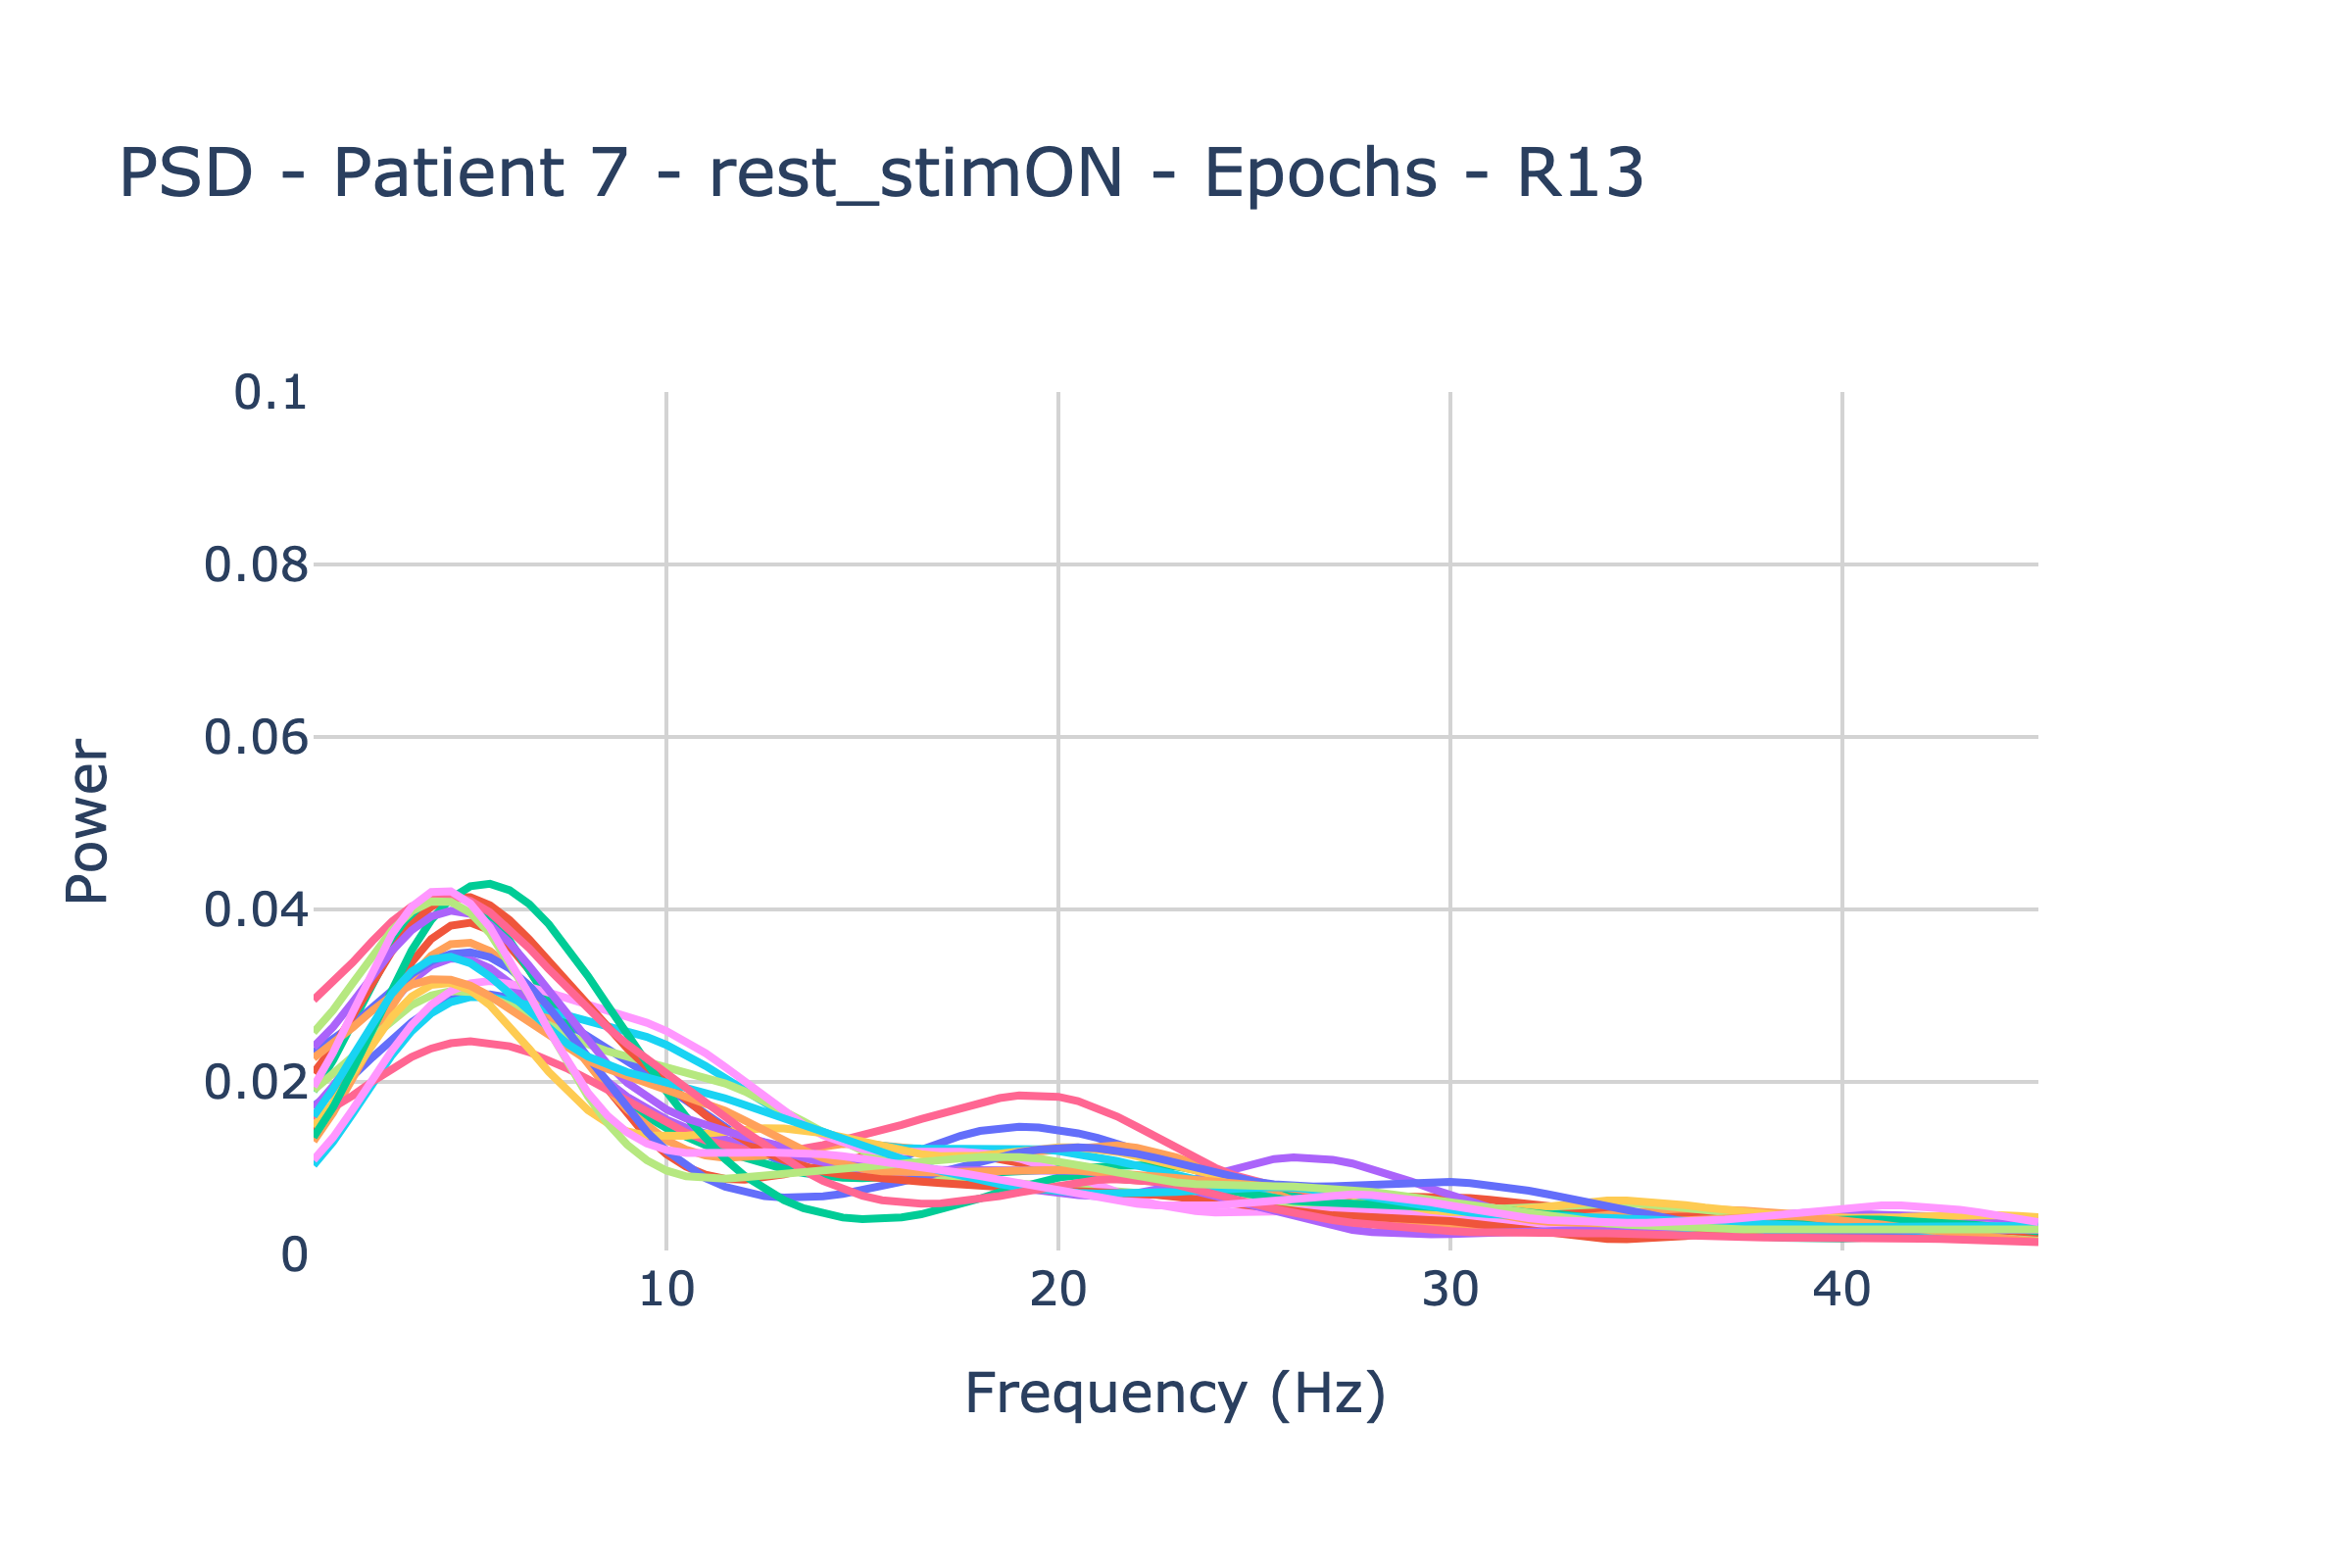 PSD - Patient 7 - rest_stimON - Epochs - R13
0.1
0.08
0.06
0.04
0.02
0
Power
10 20 30 40
Frequency (Hz)